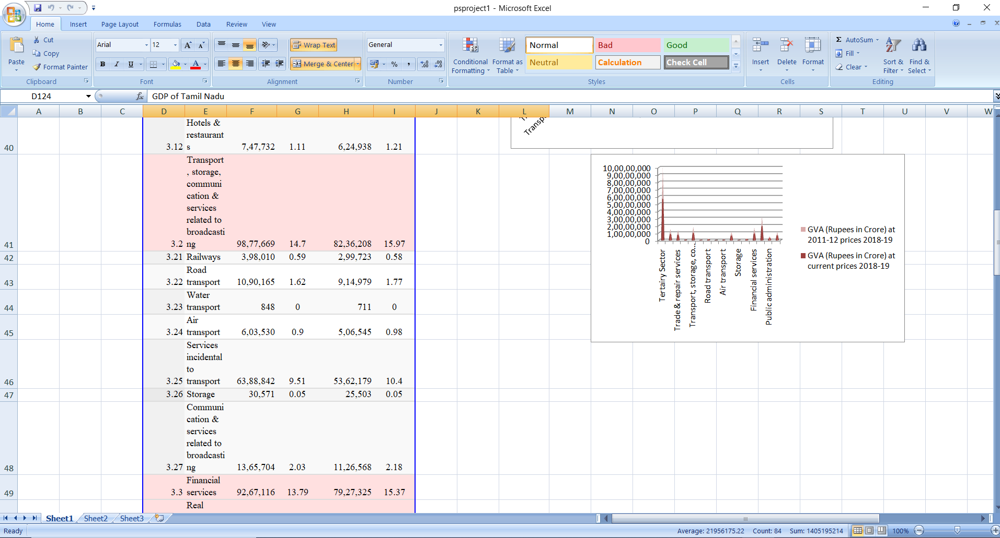 psproject1 - Microsoft Excel
Home Insert Page Layout Formulas Data Review View
Paste
Cut
Copy
Format Painter
Clipboard
Arial 12
B I U
Font
Wrap Text
Merge & Center
Alignment
General
% ,
Number
Conditional Formatting
Format as Table
Normal Bad Good
Neutral Calculation Check Cell
Styles
Insert Delete Format
Cells
Σ AutoSum
Fill
Clear
Sort & Filter
Find & Select
Editing
D124 fx GDP of Tamil Nadu
A B C D E F G H I J K L M N O P Q R S T U V W
Hotels &
restaurant
40 3.12 s 7,47,732 1.11 6,24,938 1.21
Transport
, storage,
communi
cation &
services
related to
broadcasti
41 3.2 ng 98,77,669 14.7 82,36,208 15.97
42 3.21 Railways 3,98,010 0.59 2,99,723 0.58
Road
43 3.22 transport 10,90,165 1.62 9,14,979 1.77
Water
44 3.23 transport 848 0 711 0
Air
45 3.24 transport 6,03,530 0.9 5,06,545 0.98
Services
incidental
to
46 3.25 transport 63,88,842 9.51 53,62,179 10.4
47 3.26 Storage 30,571 0.05 25,503 0.05
Communi
cation &
services
related to
broadcasti
48 3.27 ng 13,65,704 2.03 11,26,568 2.18
Financial
49 3.3 services 92,67,116 13.79 79,27,325 15.37
Real
Transp
10,00,00,000
9,00,00,000
8,00,00,000
7,00,00,000
6,00,00,000
5,00,00,000
4,00,00,000
3,00,00,000
2,00,00,000
1,00,00,000
0
Tertairy Sector
Trade & repair services
Transport, storage, co...
Road transport
Air transport
Storage
Financial services
Public administration
GVA (Rupees in Crore) at
2011-12 prices 2018-19
GVA (Rupees in Crore) at
current prices 2018-19
Sheet1 Sheet2 Sheet3
Ready Average: 21956175.22 Count: 84 Sum: 1405195214 100%